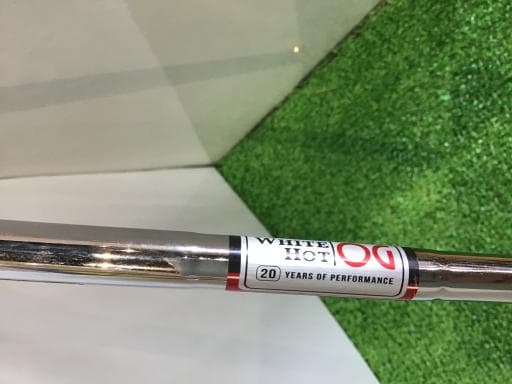 WHITE HOT OG
20 YEARS OF PERFORMANCE